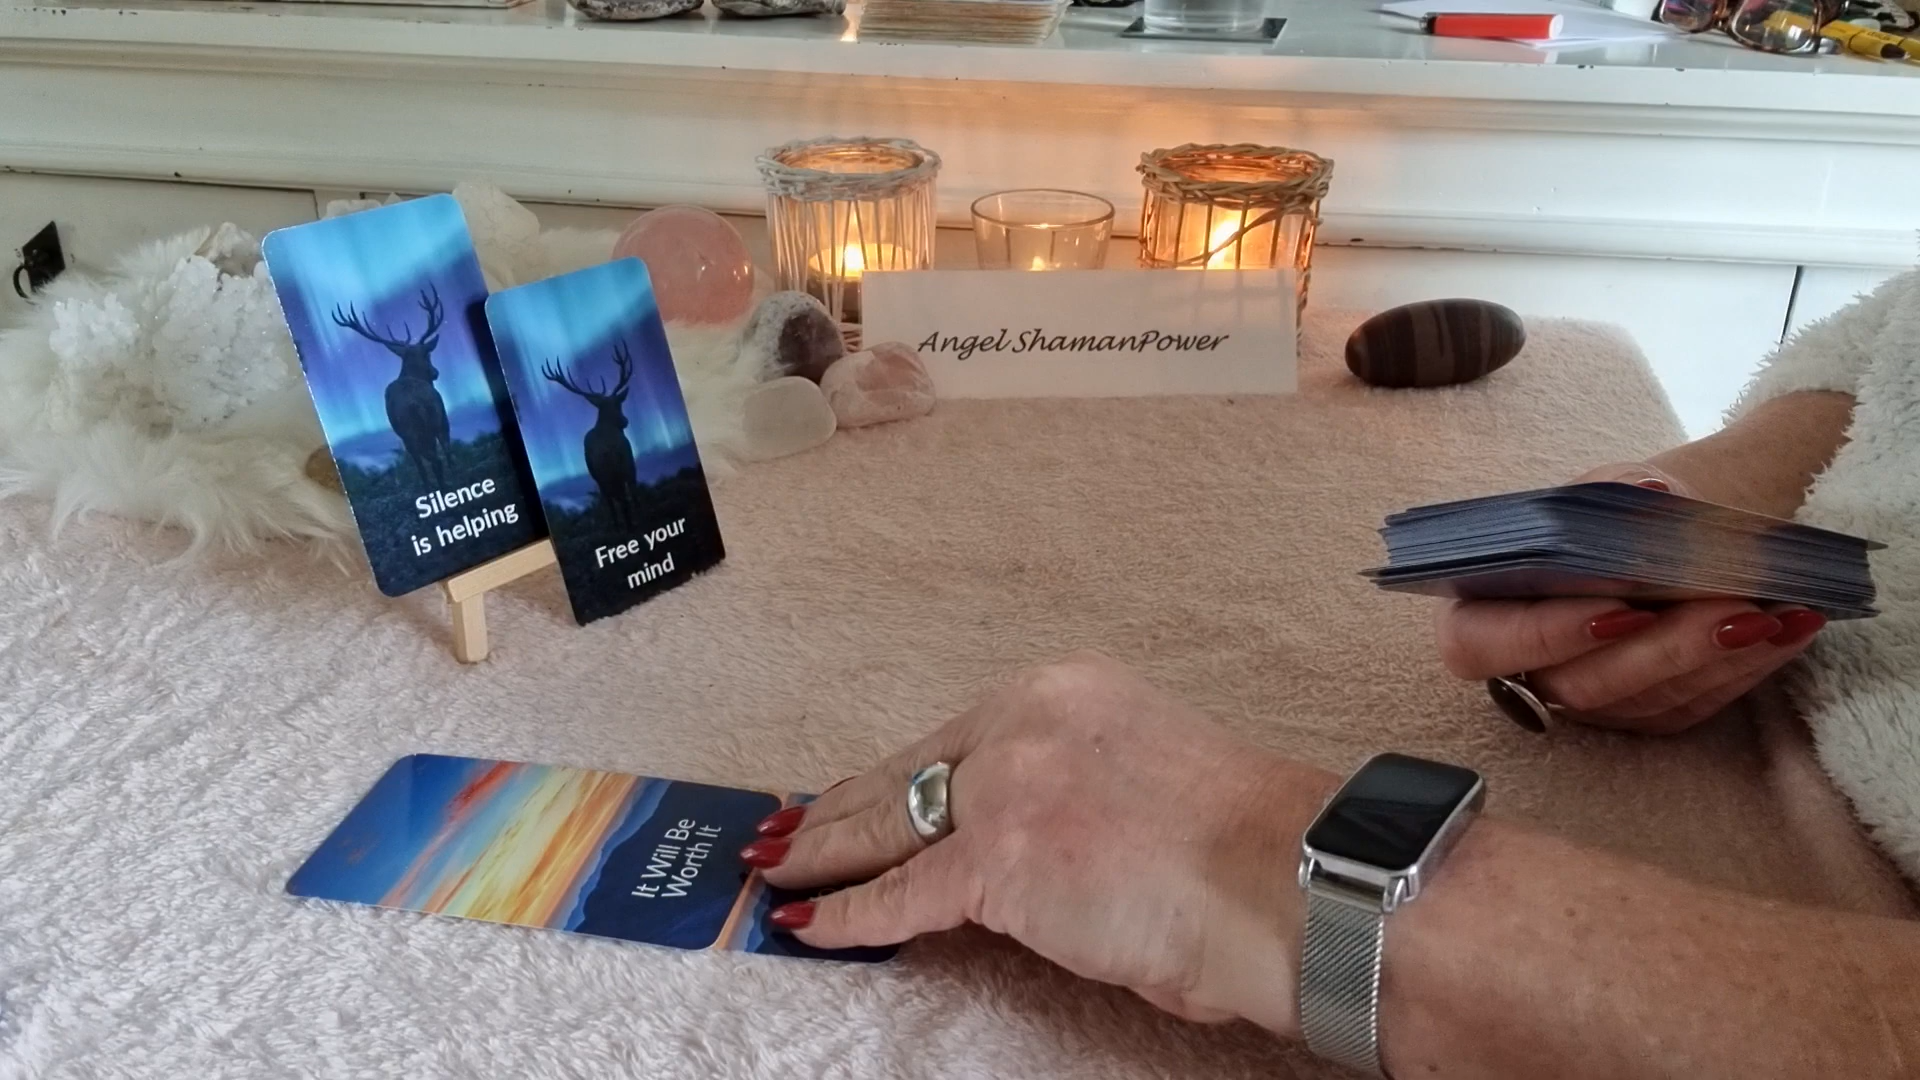 Angel ShamanPower
Silence
is helping
Free your
mind
It Will Be
Worth It